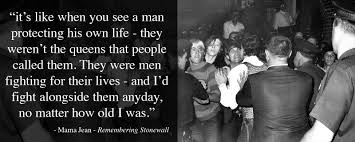 “it’s like when you see a man
protecting his own life - they
weren’t the queens that people
called them. They were men
fighting for their lives - and I’d
fight alongside them anyday,
no matter how old I was.”
- Mama Jean - Remembering Stonewall